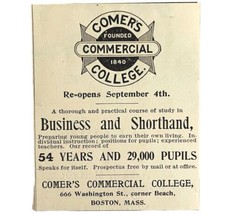 COMER'S
FOUNDED
COMMERCIAL
1840
COLLEGE.
Re-opens September 4th.
A thorough and practical course of study in
Business and Shorthand,
Preparing young people to earn their own living. In-
dividual instruction; positions for pupils; experienced
teachers. Our record of
54 YEARS AND 29,000 PUPILS
Speaks for itself. Prospectus free by mail or at office.
COMER'S COMMERCIAL COLLEGE,
666 Washington St., corner Beach,
BOSTON, MASS.